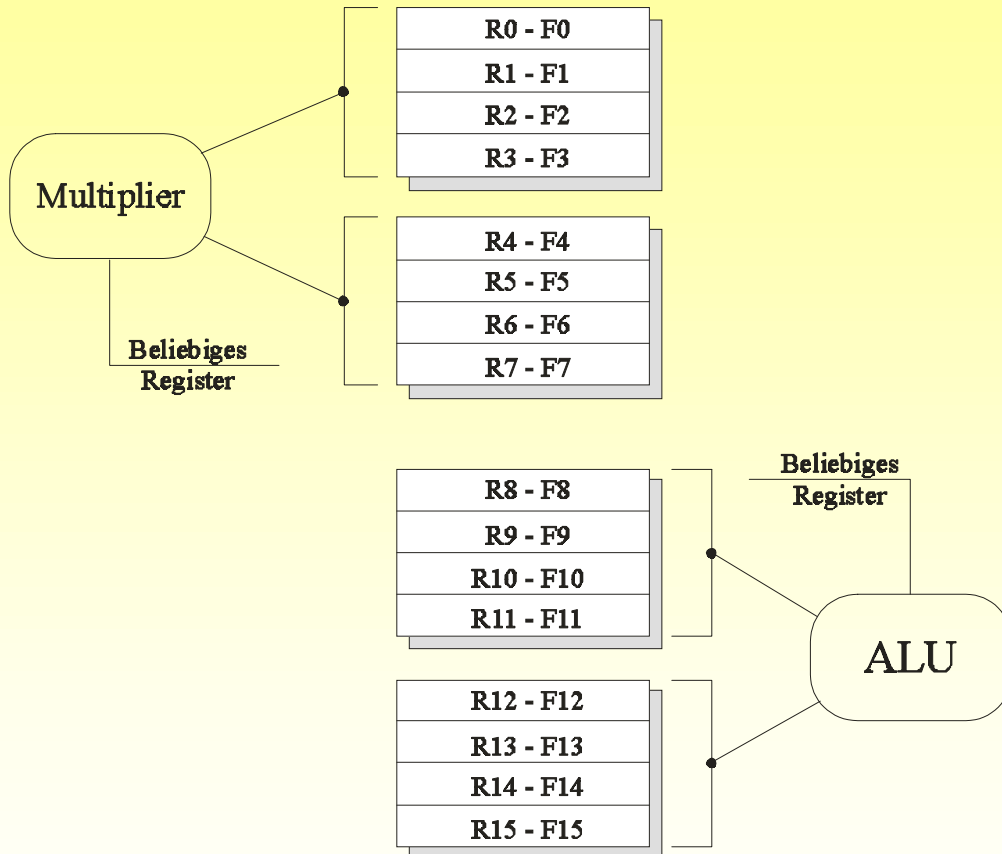 R0 - F0
R1 - F1
R2 - F2
R3 - F3
Multiplier
R4 - F4
R5 - F5
R6 - F6
R7 - F7
Beliebiges
Register
R8 - F8
R9 - F9
R10 - F10
R11 - F11
Beliebiges
Register
ALU
R12 - F12
R13 - F13
R14 - F14
R15 - F15